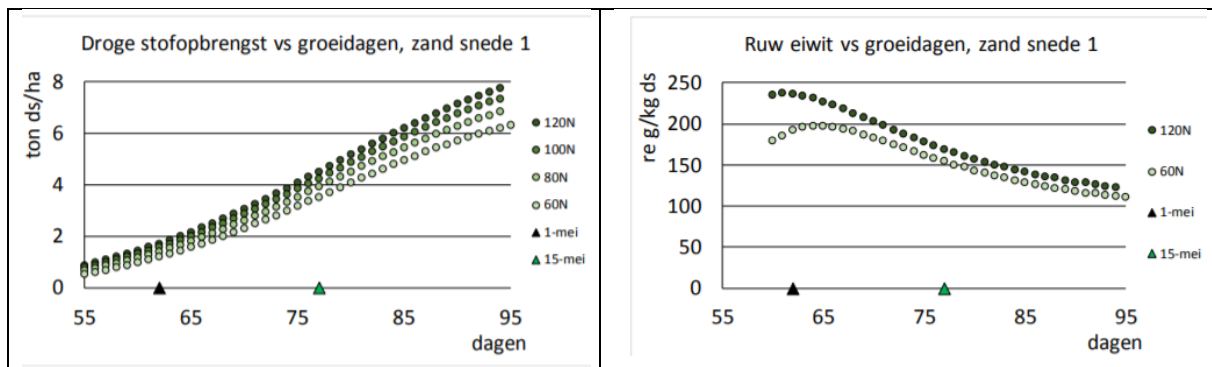 Droge stofopbrengst vs groeidagen, zand snede 1
ton ds/ha
8
6
4
2
0
55
65
75
85
95
dagen
120N
100N
80N
60N
1-mei
15-mei
Ruw eiwit vs groeidagen, zand snede 1
re g/kg ds
250
200
150
100
50
0
55
65
75
85
95
dagen
120N
60N
1-mei
15-mei